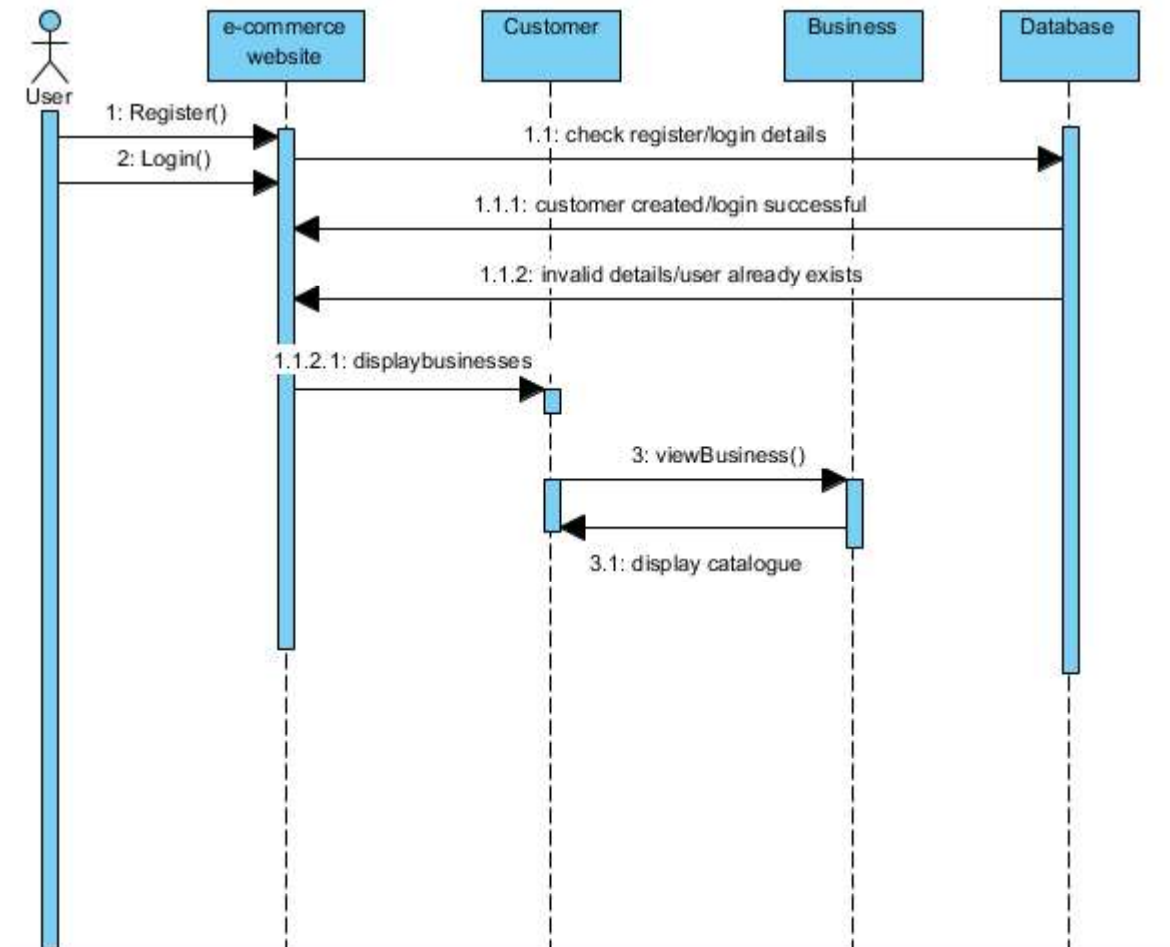 e-commerce
website
Customer
Business
Database
User
1: Register()
1.1: check register/login details
2: Login()
1.1.1: customer created/login successful
1.1.2: invalid details/user already exists
1.1.2.1: displaybusinesses
3: viewBusiness()
3.1: display catalogue